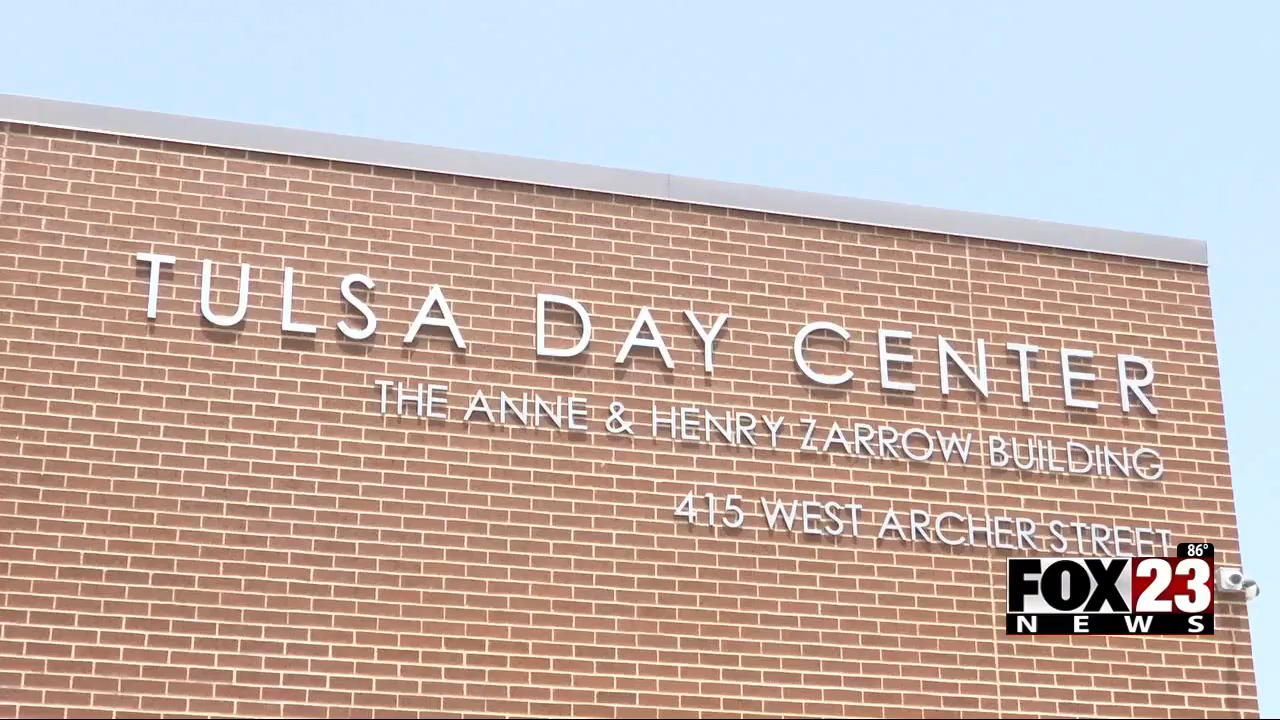 TULSA DAY CENTER
THE ANNE & HENRY ZARROW BUILDING
415 WEST ARCHER STREET
86°
FOX 23
NEWS